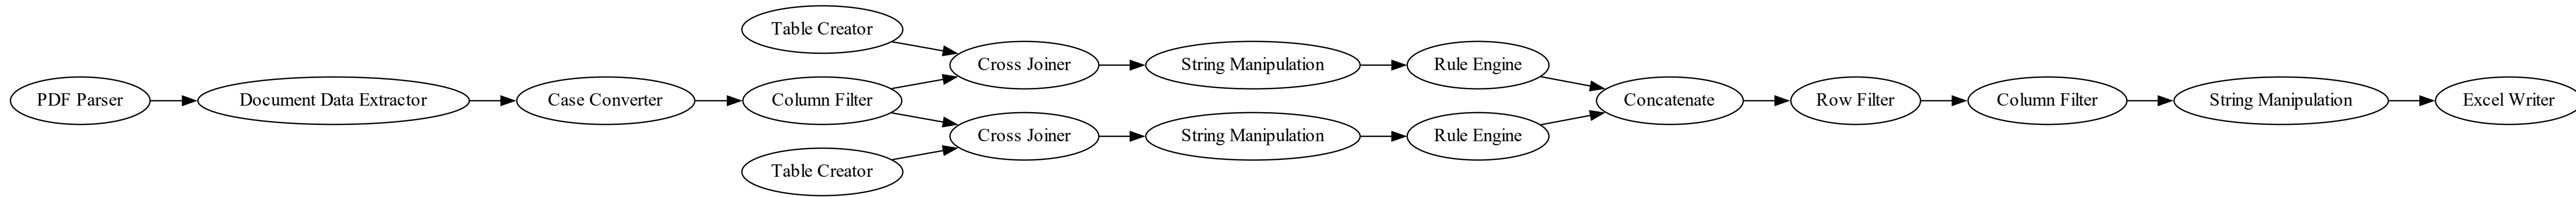 Table Creator
Cross Joiner
String Manipulation
Rule Engine
PDF Parser
Document Data Extractor
Case Converter
Column Filter
Concatenate
Row Filter
Column Filter
String Manipulation
Excel Writer
Cross Joiner
String Manipulation
Rule Engine
Table Creator